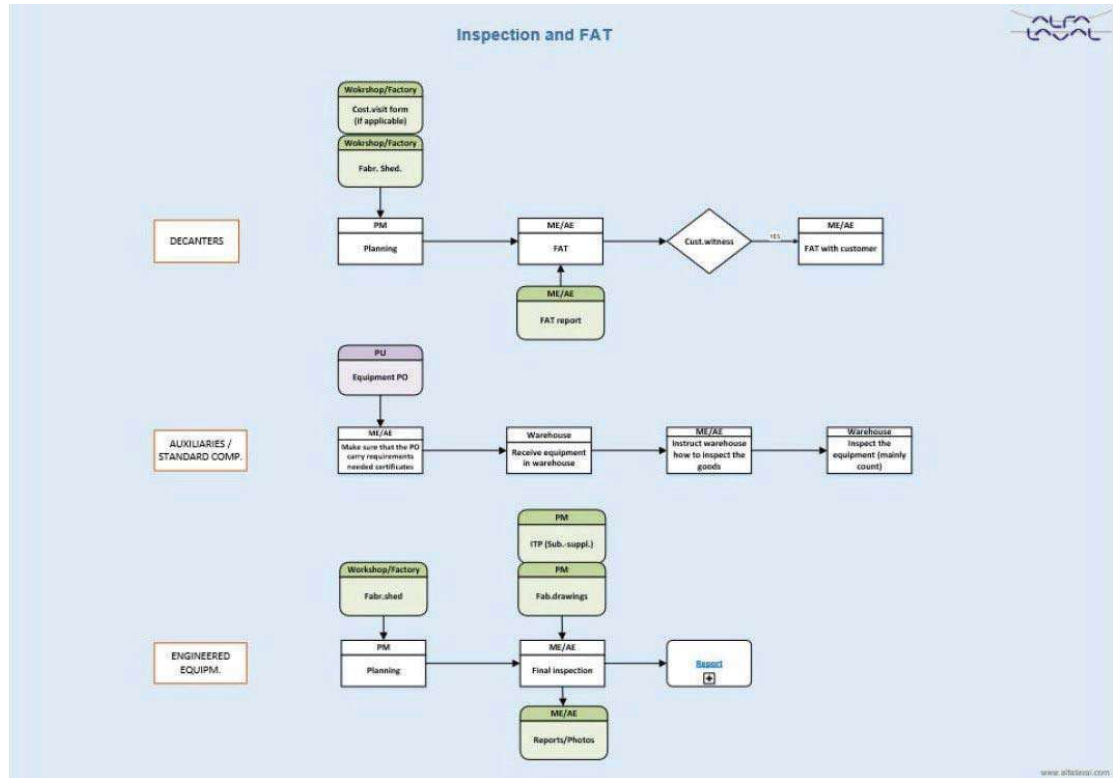 Inspection and FAT
ALFA
LAVAL
Wokrshop/Factory
Cost.visit form
(if applicable)
Wokrshop/Factory
Fabr. Shed.
DECANTERS
PM
Planning
ME/AE
FAT
Cust.witness
YES
ME/AE
FAT with customer
ME/AE
FAT report
PU
Equipment PO
AUXILIARIES /
STANDARD COMP.
ME/AE
Make sure that the PO
carry requirements
needed certificates
Warehouse
Receive equipment
in warehouse
ME/AE
Instruct warehouse
how to inspect the
goods
Warehouse
Inspect the
equipment (mainly
count)
PM
ITP (Sub.-suppl.)
Workshop/Factory
Fabr.shed
PM
Fab.drawings
ENGINEERED
EQUIPM.
PM
Planning
ME/AE
Final inspection
Report
ME/AE
Reports/Photos
www.alfalaval.com